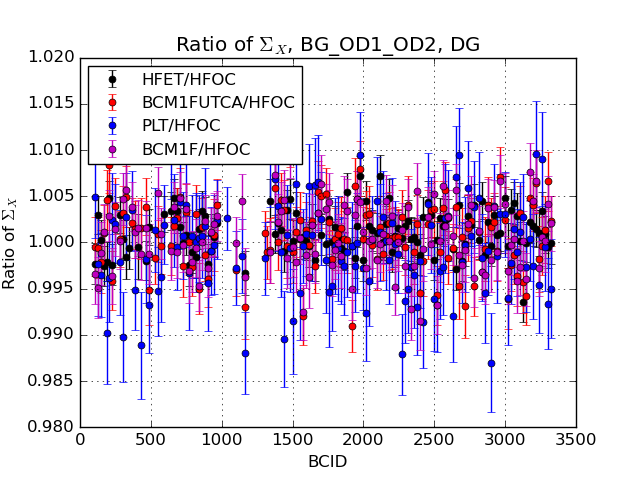 Ratio of Σ_X, BG_OD1_OD2, DG
1.020
1.015
1.010
1.005
1.000
0.995
0.990
0.985
0.980
Ratio of Σ_X
HFET/HFOC
BCM1FUTCA/HFOC
PLT/HFOC
BCM1F/HFOC
0 500 1000 1500 2000 2500 3000 3500
BCID